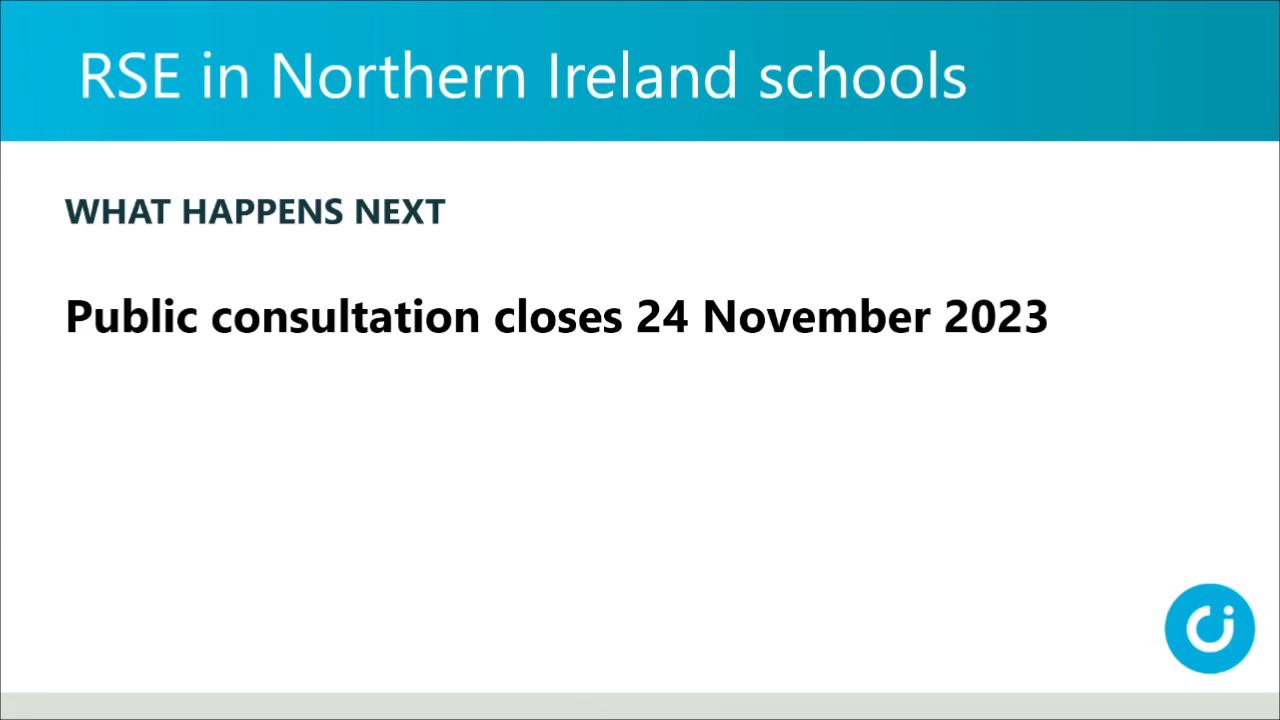 RSE in Northern Ireland schools
WHAT HAPPENS NEXT
Public consultation closes 24 November 2023